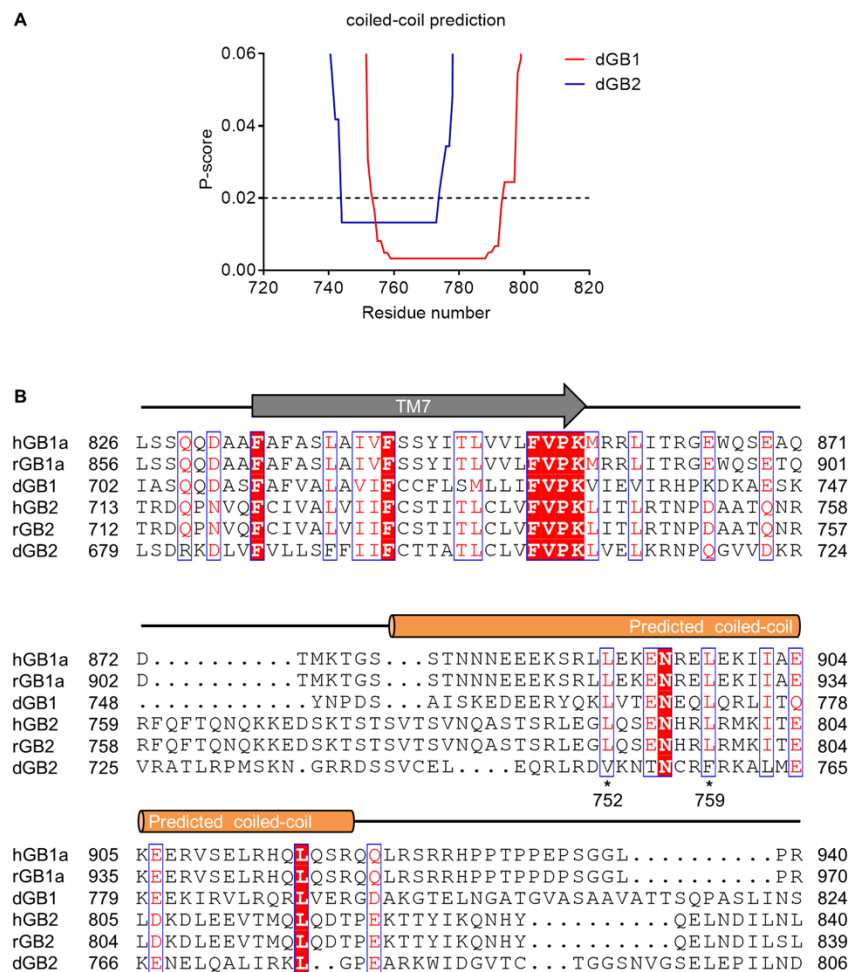 A
coiled-coil prediction
0.06
0.04
0.02
0.00
P-score
720 740 760 780 800 820
Residue number
dGB1
dGB2
B
TM7
hGB1a 826 LSSQQDAAFAFASLAIVFSSYITLVVLFVPKMRRLITRGEWQSEAQ 871
rGB1a 856 LSSQQDAAFAFASLAIVFSSYITLVVLFVPKMRRLITRGEWQSETQ 901
dGB1 702 IASQQDASFAFVALAVIFCCFLSMLLIFVPKVIEVIRHPKDKAESK 747
hGB2 713 TRDQPNVQFCIVALVIIFCSTITLCLVFVPKLITLRTNPDAATQNR 758
rGB2 712 TRDQPNVQFCIVALVIIFCSTITLCLVFVPKLITLRTNPDAATQNR 757
dGB2 679 LSDRKDLVFVLLSFFIIFCTTATLCLVFVPKLVELKRNPQGVVDKR 724
Predicted coiled-coil
hGB1a 872 D..........TMKTGS...STNNNEEEKSRLLEKENRELEKIIAE 904
rGB1a 902 D..........TMKTGS...STNNNEEEKSRLLEKENRELEKIIAE 934
dGB1 748 ............YNPDS...AISKEDEERYQKLVTENEQLQRLITQ 778
hGB2 759 RFQFTQNQKKEDSKTSTSVTSVNQASTSRLEGLQSENHRLRMKITE 804
rGB2 758 RFQFTQNQKKEDSKTSTSVTSVNQASTSRLEGLQSENHRLRMKITE 804
dGB2 725 VRATLRPMSKN.GRRDSSVCEL....EQRLRDVKNTNCRFRKALME 765
* *
752 759
Predicted coiled-coil
hGB1a 905 KEERVSELRHQLQSRQQLRSRRHPPTPPEPSGGL..........PR 940
rGB1a 935 KEERVSELRHQLQSRQQLRSRRHPPTPPDPSGGL..........PR 970
dGB1 779 KEEKIRVLRQRLVERGDAKGTELNGATGVASAAVATTSQPASLINS 824
hGB2 805 LDKDLEEVTMQLQDTPEKTTYIKQNHY..........QELNDILNL 840
rGB2 804 LDKDLEEVTMQLQDTPEKTTYIKQNHY..........QELNDILSL 839
dGB2 766 KENELQALIRKL..GPEARKWIDGVTC...TGGSNVGSELEPILND 806